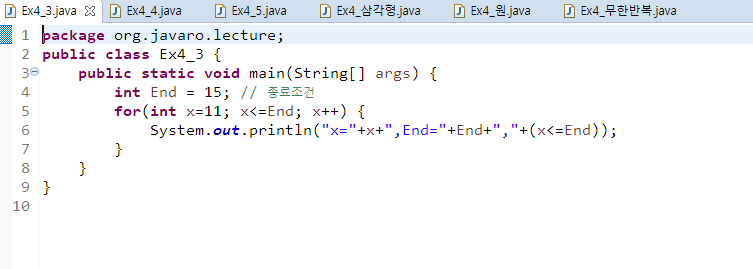 Ex4_3.java Ex4_4.java Ex4_5.java Ex4_삼각형.java Ex4_원.java Ex4_무한반복.java
1 package org.javaro.lecture;
2 public class Ex4_3 {
3 public static void main(String[] args) {
4 int End = 15; // 종료조건
5 for(int x=11; x<=End; x++) {
6 System.out.println("x="+x+",End="+End+","+(x<=End));
7 }
8 }
9 }
10